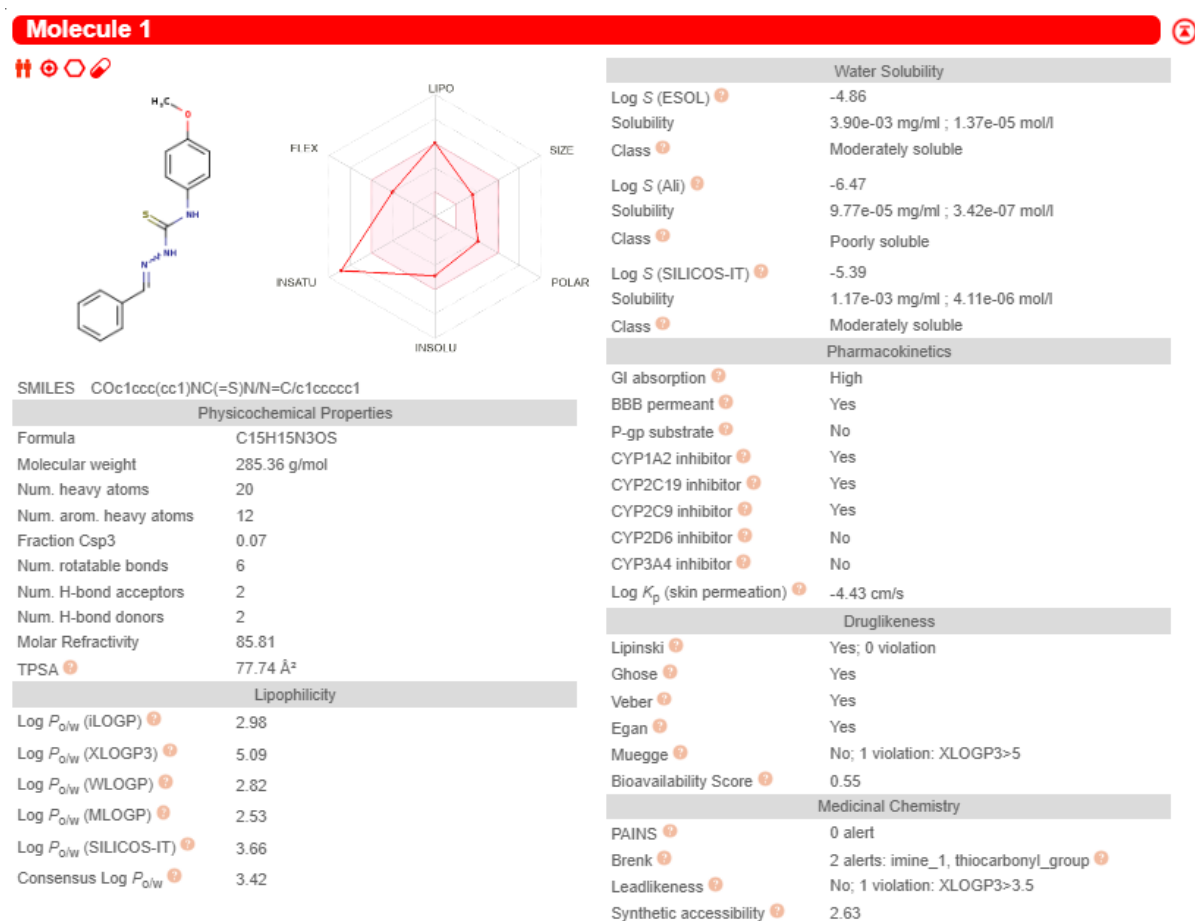 Molecule 1
H₃C
O
S
NH
NH
N
LIPO
FLEX
SIZE
INSATU
POLAR
INSOLU
SMILES COc1ccc(cc1)NC(=S)N/N=C/c1ccccc1
Physicochemical Properties
Formula C15H15N3OS
Molecular weight 285.36 g/mol
Num. heavy atoms 20
Num. arom. heavy atoms 12
Fraction Csp3 0.07
Num. rotatable bonds 6
Num. H-bond acceptors 2
Num. H-bond donors 2
Molar Refractivity 85.81
TPSA ? 77.74 Å²
Lipophilicity
Log Po/w (iLOGP) ? 2.98
Log Po/w (XLOGP3) ? 5.09
Log Po/w (WLOGP) ? 2.82
Log Po/w (MLOGP) ? 2.53
Log Po/w (SILICOS-IT) ? 3.66
Consensus Log Po/w ? 3.42
Water Solubility
Log S (ESOL) ? -4.86
Solubility 3.90e-03 mg/ml ; 1.37e-05 mol/l
Class ? Moderately soluble
Log S (Ali) ? -6.47
Solubility 9.77e-05 mg/ml ; 3.42e-07 mol/l
Class ? Poorly soluble
Log S (SILICOS-IT) ? -5.39
Solubility 1.17e-03 mg/ml ; 4.11e-06 mol/l
Class ? Moderately soluble
Pharmacokinetics
GI absorption ? High
BBB permeant ? Yes
P-gp substrate ? No
CYP1A2 inhibitor ? Yes
CYP2C19 inhibitor ? Yes
CYP2C9 inhibitor ? Yes
CYP2D6 inhibitor ? No
CYP3A4 inhibitor ? No
Log Kp (skin permeation) ? -4.43 cm/s
Druglikeness
Lipinski ? Yes; 0 violation
Ghose ? Yes
Veber ? Yes
Egan ? Yes
Muegge ? No; 1 violation: XLOGP3>5
Bioavailability Score ? 0.55
Medicinal Chemistry
PAINS ? 0 alert
Brenk ? 2 alerts: imine_1, thiocarbonyl_group ?
Leadlikeness ? No; 1 violation: XLOGP3>3.5
Synthetic accessibility ? 2.63